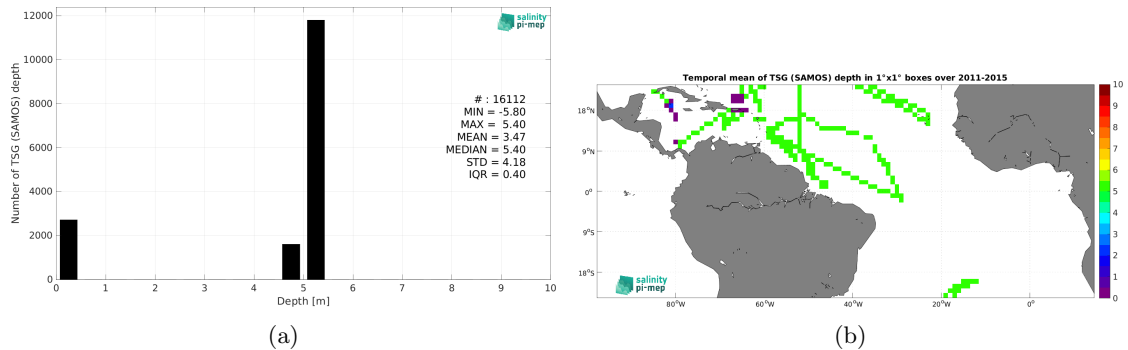 12000
10000
8000
6000
4000
2000
0
Number of TSG (SAMOS) depth
salinity
pi-mep
# : 16112
MIN = -5.80
MAX = 5.40
MEAN = 3.47
MEDIAN = 5.40
STD = 4.18
IQR = 0.40
0 1 2 3 4 5 6 7 8 9 10
Depth [m]
(a)
Temporal mean of TSG (SAMOS) depth in 1°x1° boxes over 2011-2015
18°N
9°N
0°
9°S
18°S
80°W 60°W 40°W 20°W 0°
salinity
pi-mep
10
9
8
7
6
5
4
3
2
1
0
(b)